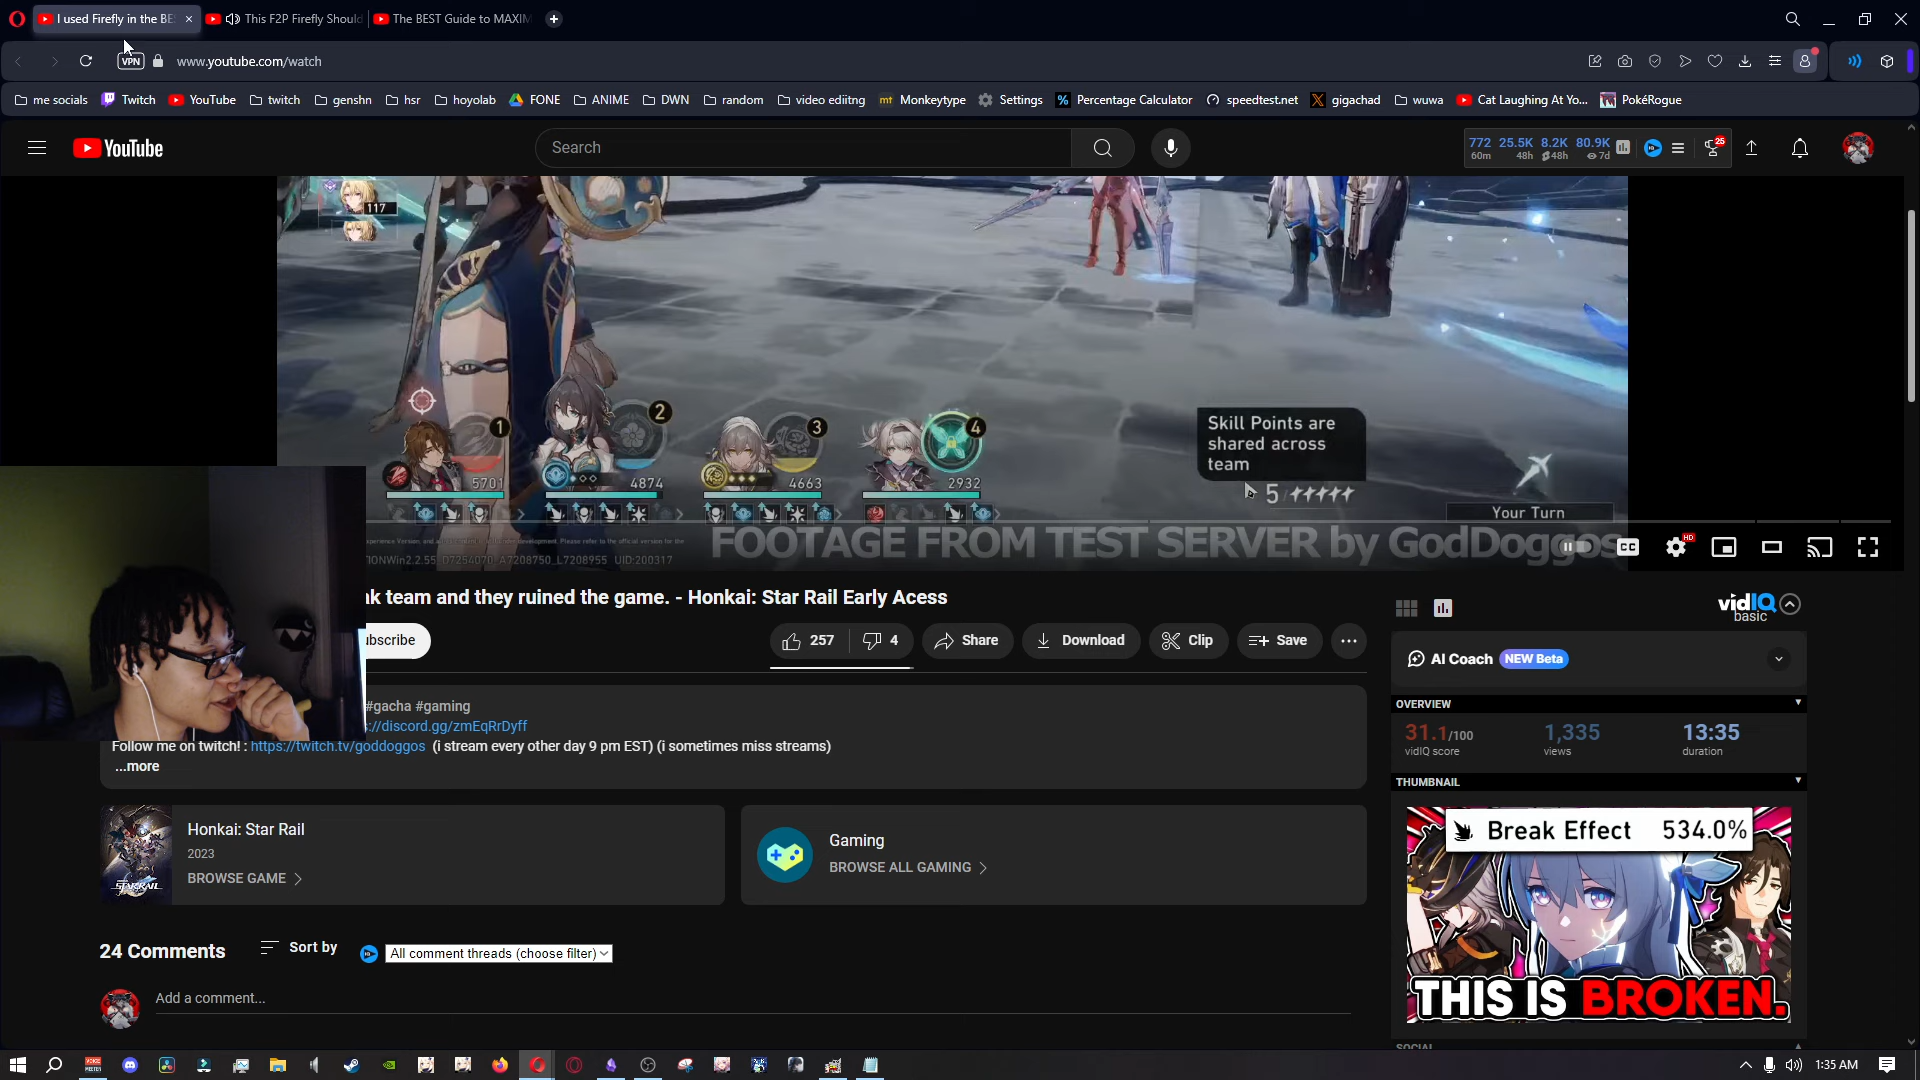 I used Firefly in the BE
This F2P Firefly Should
The BEST Guide to MAXIM
VPN
www.youtube.com/watch
me socials
Twitch
YouTube
twitch
genshn
hsr
hoyolab
FONE
ANIME
DWN
random
video ediitng
mt Monkeytype
Settings
Percentage Calculator
speedtest.net
gigachad
wuwa
Cat Laughing At Yo...
PokéRogue
YouTube
Search
772 25.5K 8.2K 80.9K
60m 48h 48h 7d
25
117
1
2
3
4
5701
4874
4663
2932
Skill Points are
shared across
team
5
Your Turn
FOOTAGE FROM TEST SERVER by GodDoggos
CC
HD
ak team and they ruined the game. - Honkai: Star Rail Early Acess
ubscribe
257
4
Share
Download
Clip
Save
#gacha #gaming
://discord.gg/zmEqRrDyff
Follow me on twitch! : https://twitch.tv/goddoggos (i stream every other day 9 pm EST) (i sometimes miss streams)
...more
Honkai: Star Rail
2023
BROWSE GAME
STARRAIL
Gaming
BROWSE ALL GAMING
24 Comments
Sort by
All comment threads (choose filter)
Add a comment...
vidIQ
basic
AI Coach NEW Beta
OVERVIEW
31.1/100
vidIQ score
1,335
views
13:35
duration
THUMBNAIL
Break Effect 534.0%
THIS IS BROKEN.
SOCIAL
1:35 AM